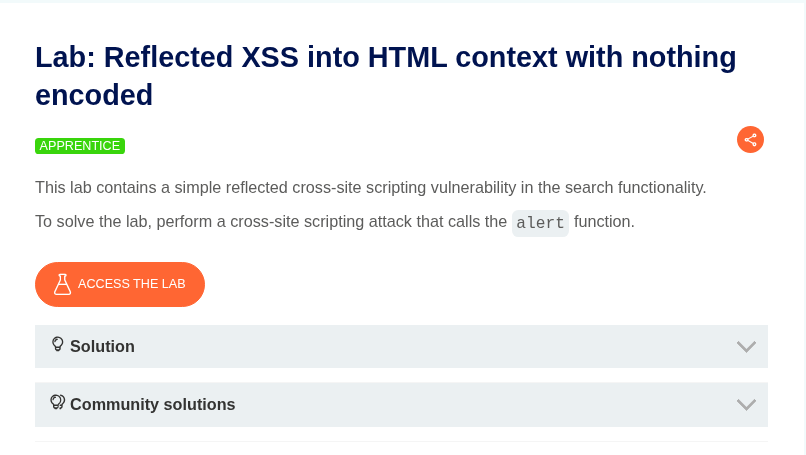 Lab: Reflected XSS into HTML context with nothing
encoded
APPRENTICE
This lab contains a simple reflected cross-site scripting vulnerability in the search functionality.
To solve the lab, perform a cross-site scripting attack that calls the alert function.
ACCESS THE LAB
Solution
Community solutions